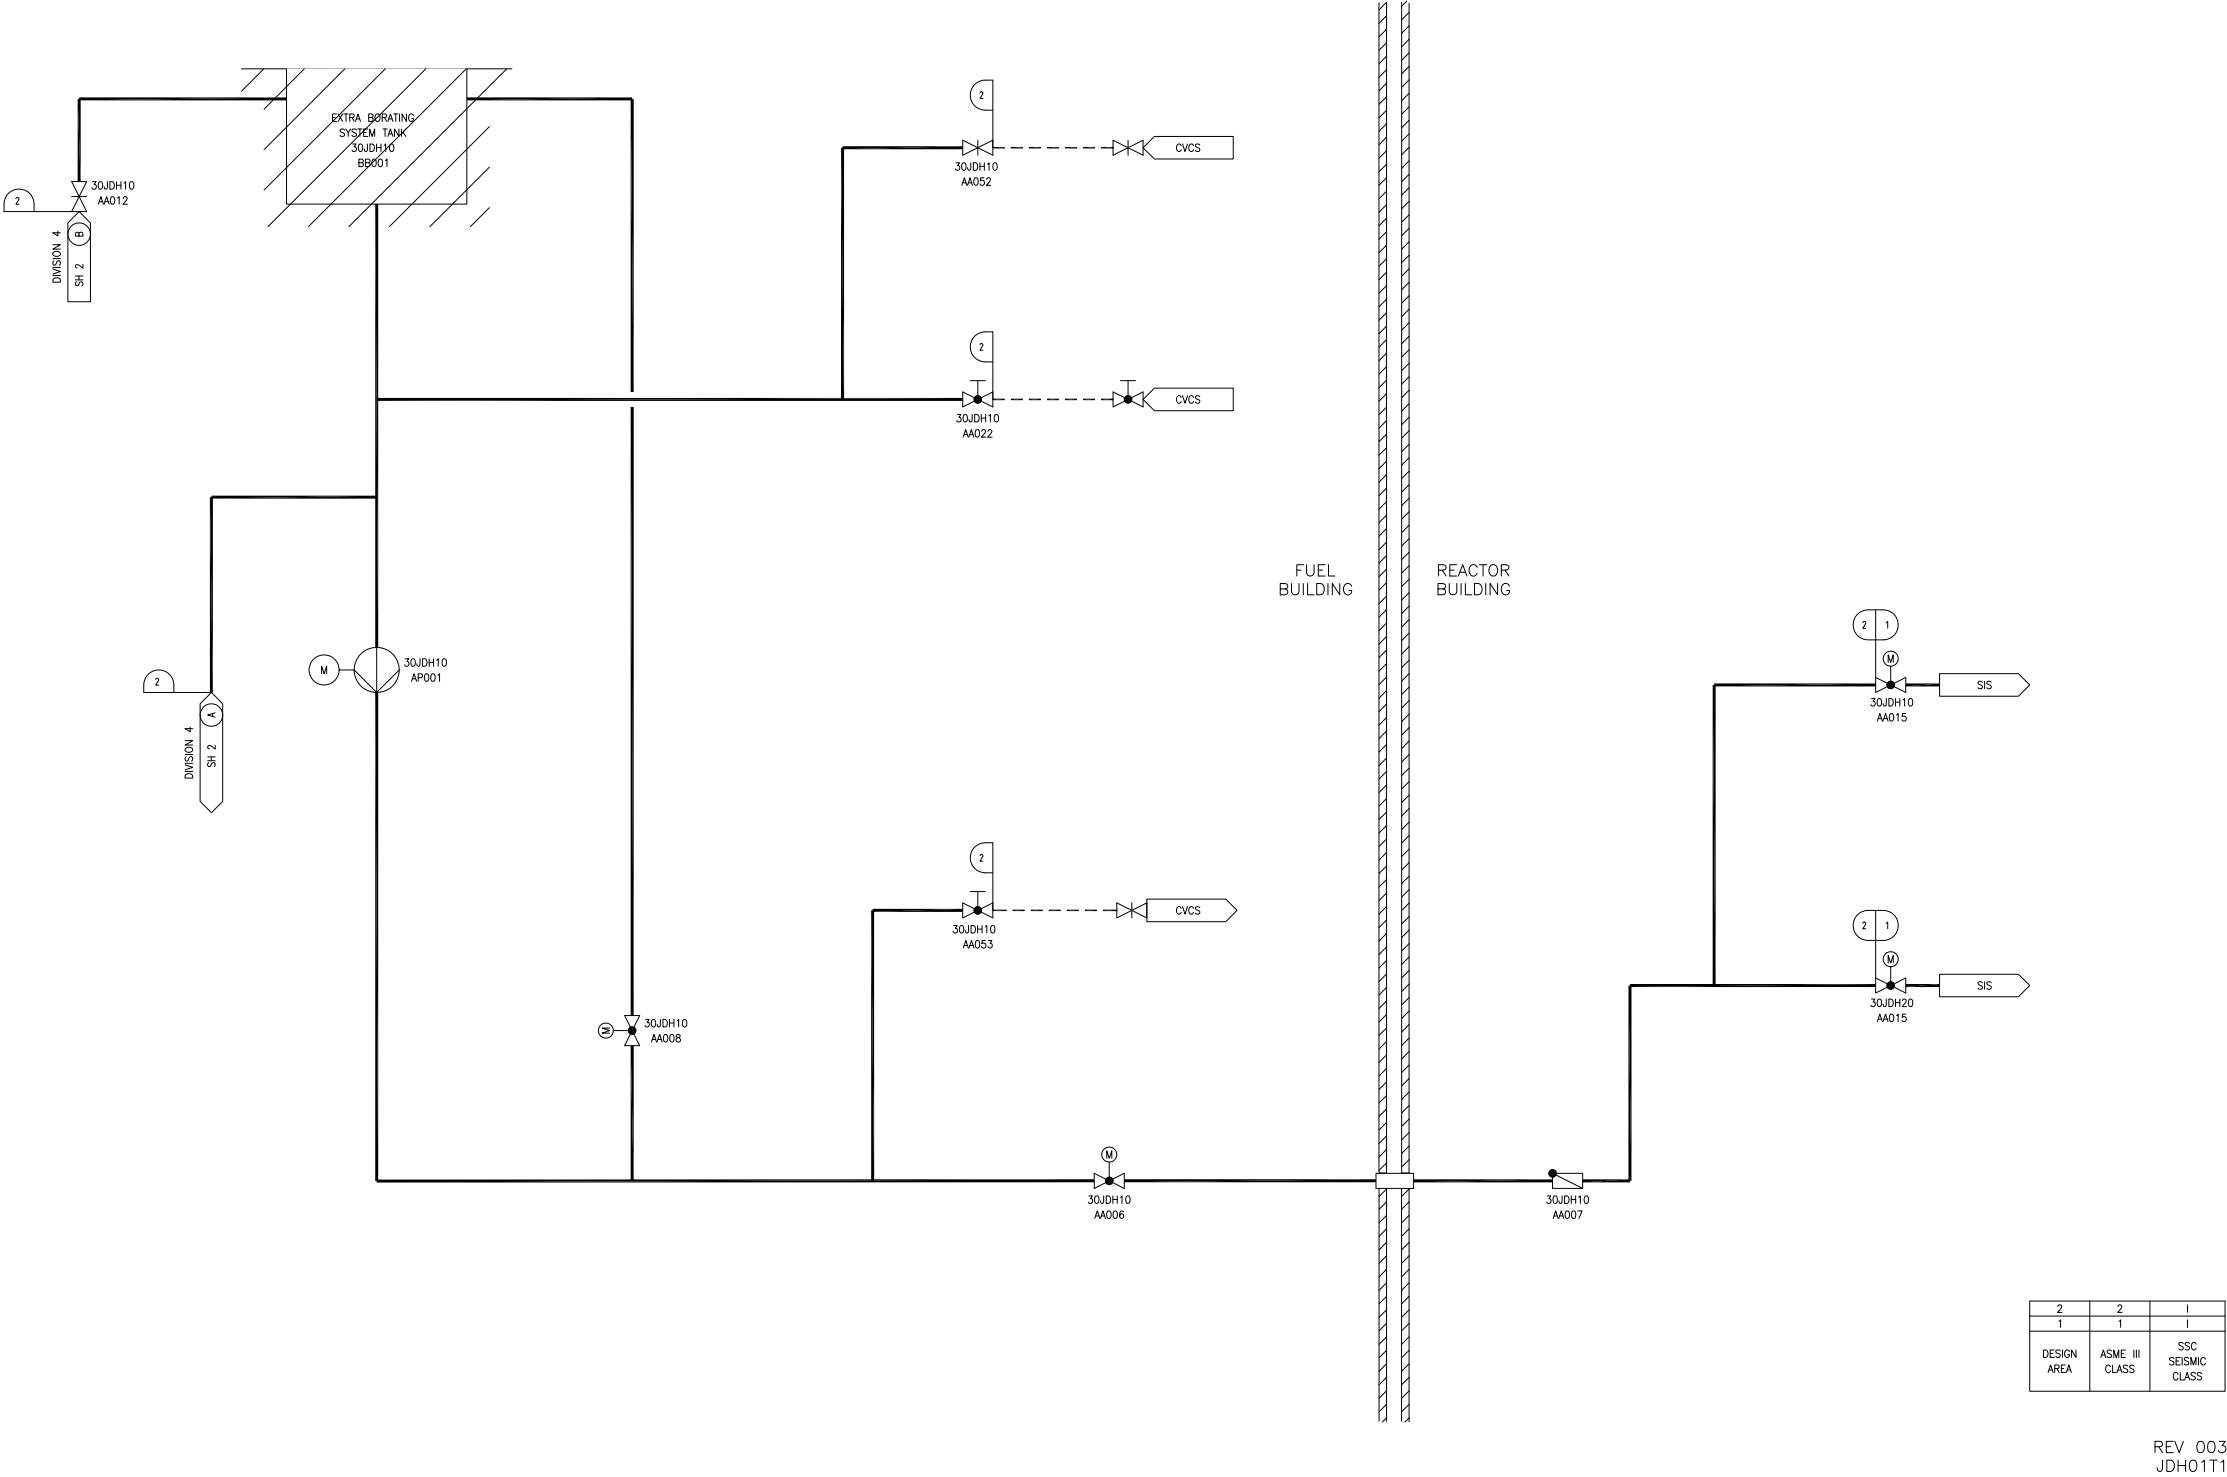 EXTRA BORATING
SYSTEM TANK
30JDH10
BB001
2
30JDH10
AA012
DIVISION 4
B
SH 2
2
30JDH10
AA052
CVCS
2
30JDH10
AA022
CVCS
FUEL
BUILDING
REACTOR
BUILDING
2
DIVISION 4
A
SH 2
M
30JDH10
AP001
2 1
M
30JDH10
AA015
SIS
2
30JDH10
AA053
CVCS
2 1
M
30JDH20
AA015
SIS
M
30JDH10
AA008
M
30JDH10
AA006
30JDH10
AA007
2 2 I
1 1 I
DESIGN
AREA
ASME III
CLASS
SSC
SEISMIC
CLASS
REV 003
JDH01T1